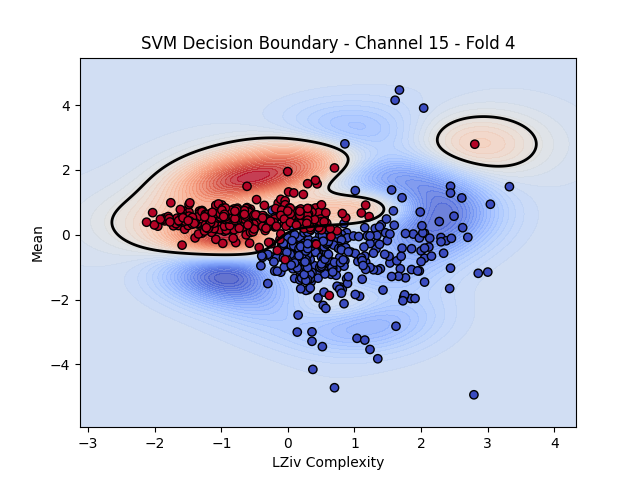 SVM Decision Boundary - Channel 15 - Fold 4
Mean
4
2
0
−2
−4
−3 −2 −1 0 1 2 3 4
LZiv Complexity